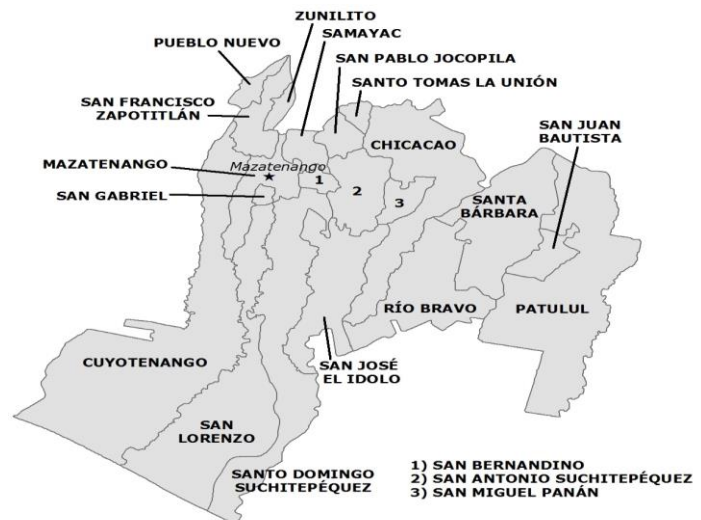 ZUNILITO
SAMAYAC
PUEBLO NUEVO
SAN PABLO JOCOPILA
SANTO TOMAS LA UNIÓN
SAN FRANCISCO
ZAPOTITLÁN
SAN JUAN
BAUTISTA
CHICACAO
MAZATENANGO
Mazatenango
1
2
3
SAN GABRIEL
SANTA
BÁRBARA
RÍO BRAVO
PATULUL
CUYOTENANGO
SAN JOSÉ
EL IDOLO
SAN
LORENZO
SANTO DOMINGO
SUCHITEPÉQUEZ
1) SAN BERNANDINO
2) SAN ANTONIO SUCHITEPÉQUEZ
3) SAN MIGUEL PANÁN